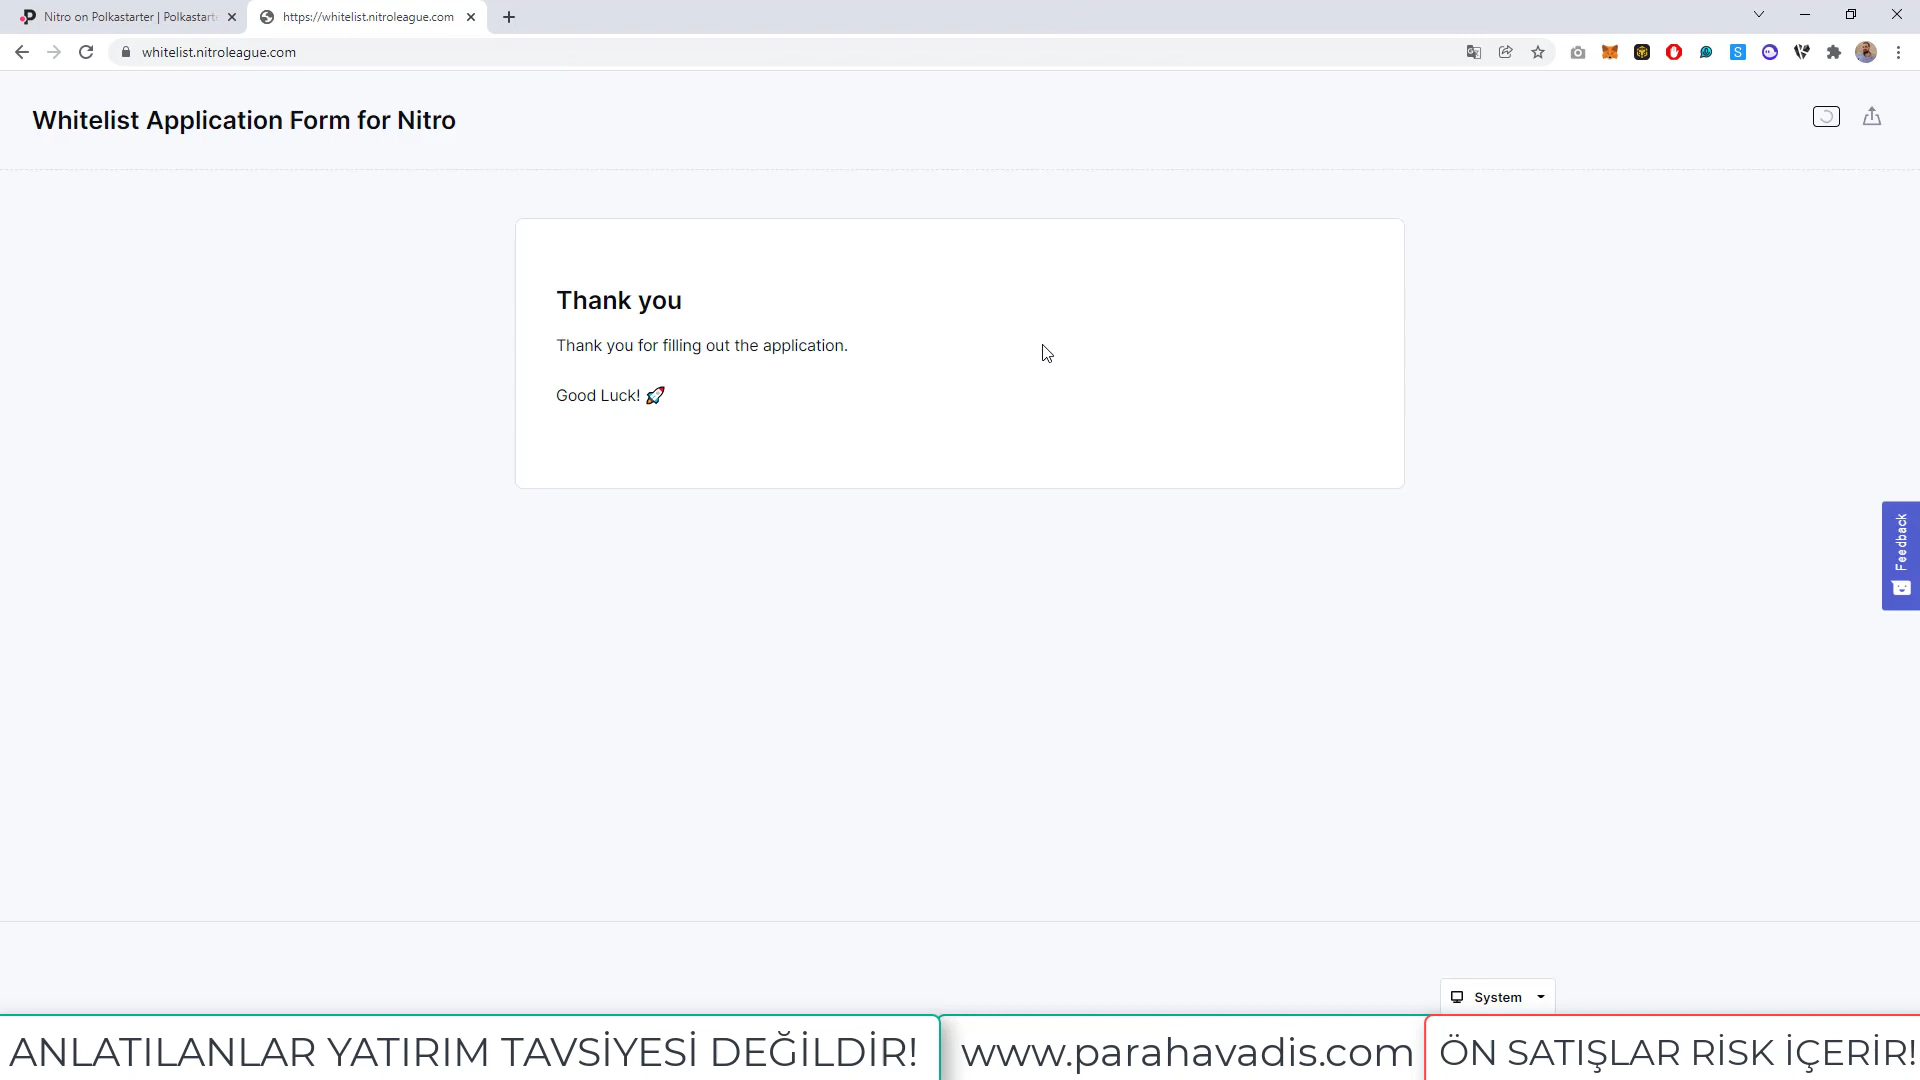 Nitro on Polkastarter | Polkastart
https://whitelist.nitroleague.com
whitelist.nitroleague.com
Whitelist Application Form for Nitro
Thank you
Thank you for filling out the application.
Good Luck! 🚀
Feedback
System
ANLATILANLAR YATIRIM TAVSİYESİ DEĞİLDİR!
www.parahavadis.com
ÖN SATIŞLAR RİSK İÇERİR!